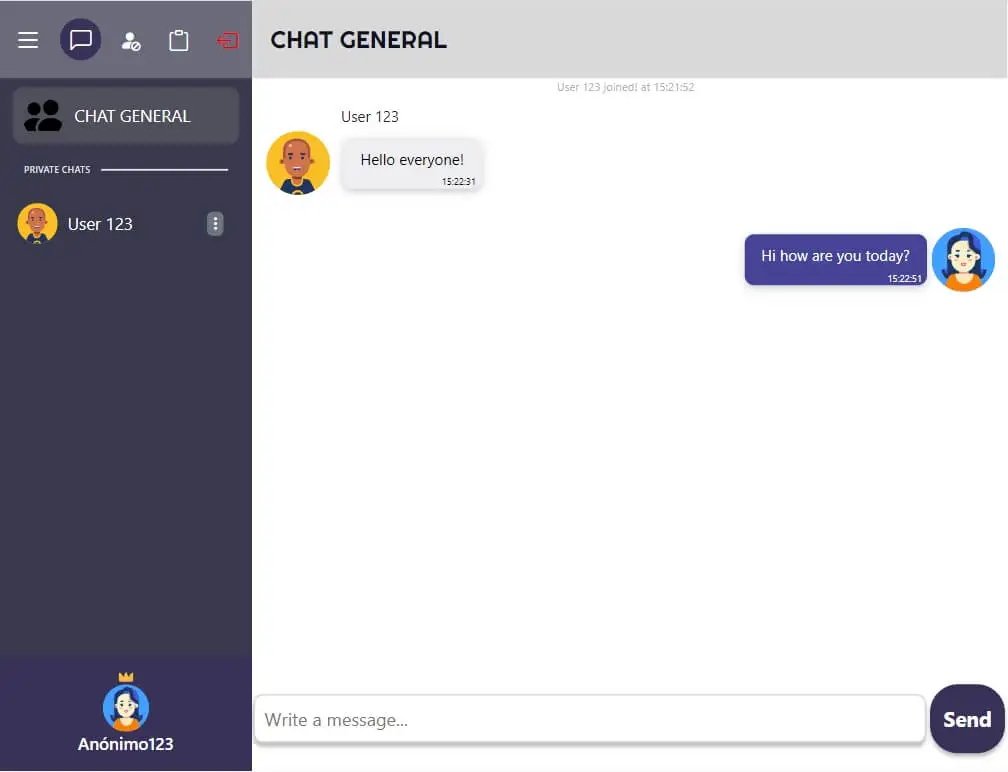 CHAT GENERAL
CHAT GENERAL
PRIVATE CHATS
User 123
Anónimo123
User 123 joined! at 15:21:52
User 123
Hello everyone!
15:22:31
Hi how are you today?
15:22:51
Write a message...
Send